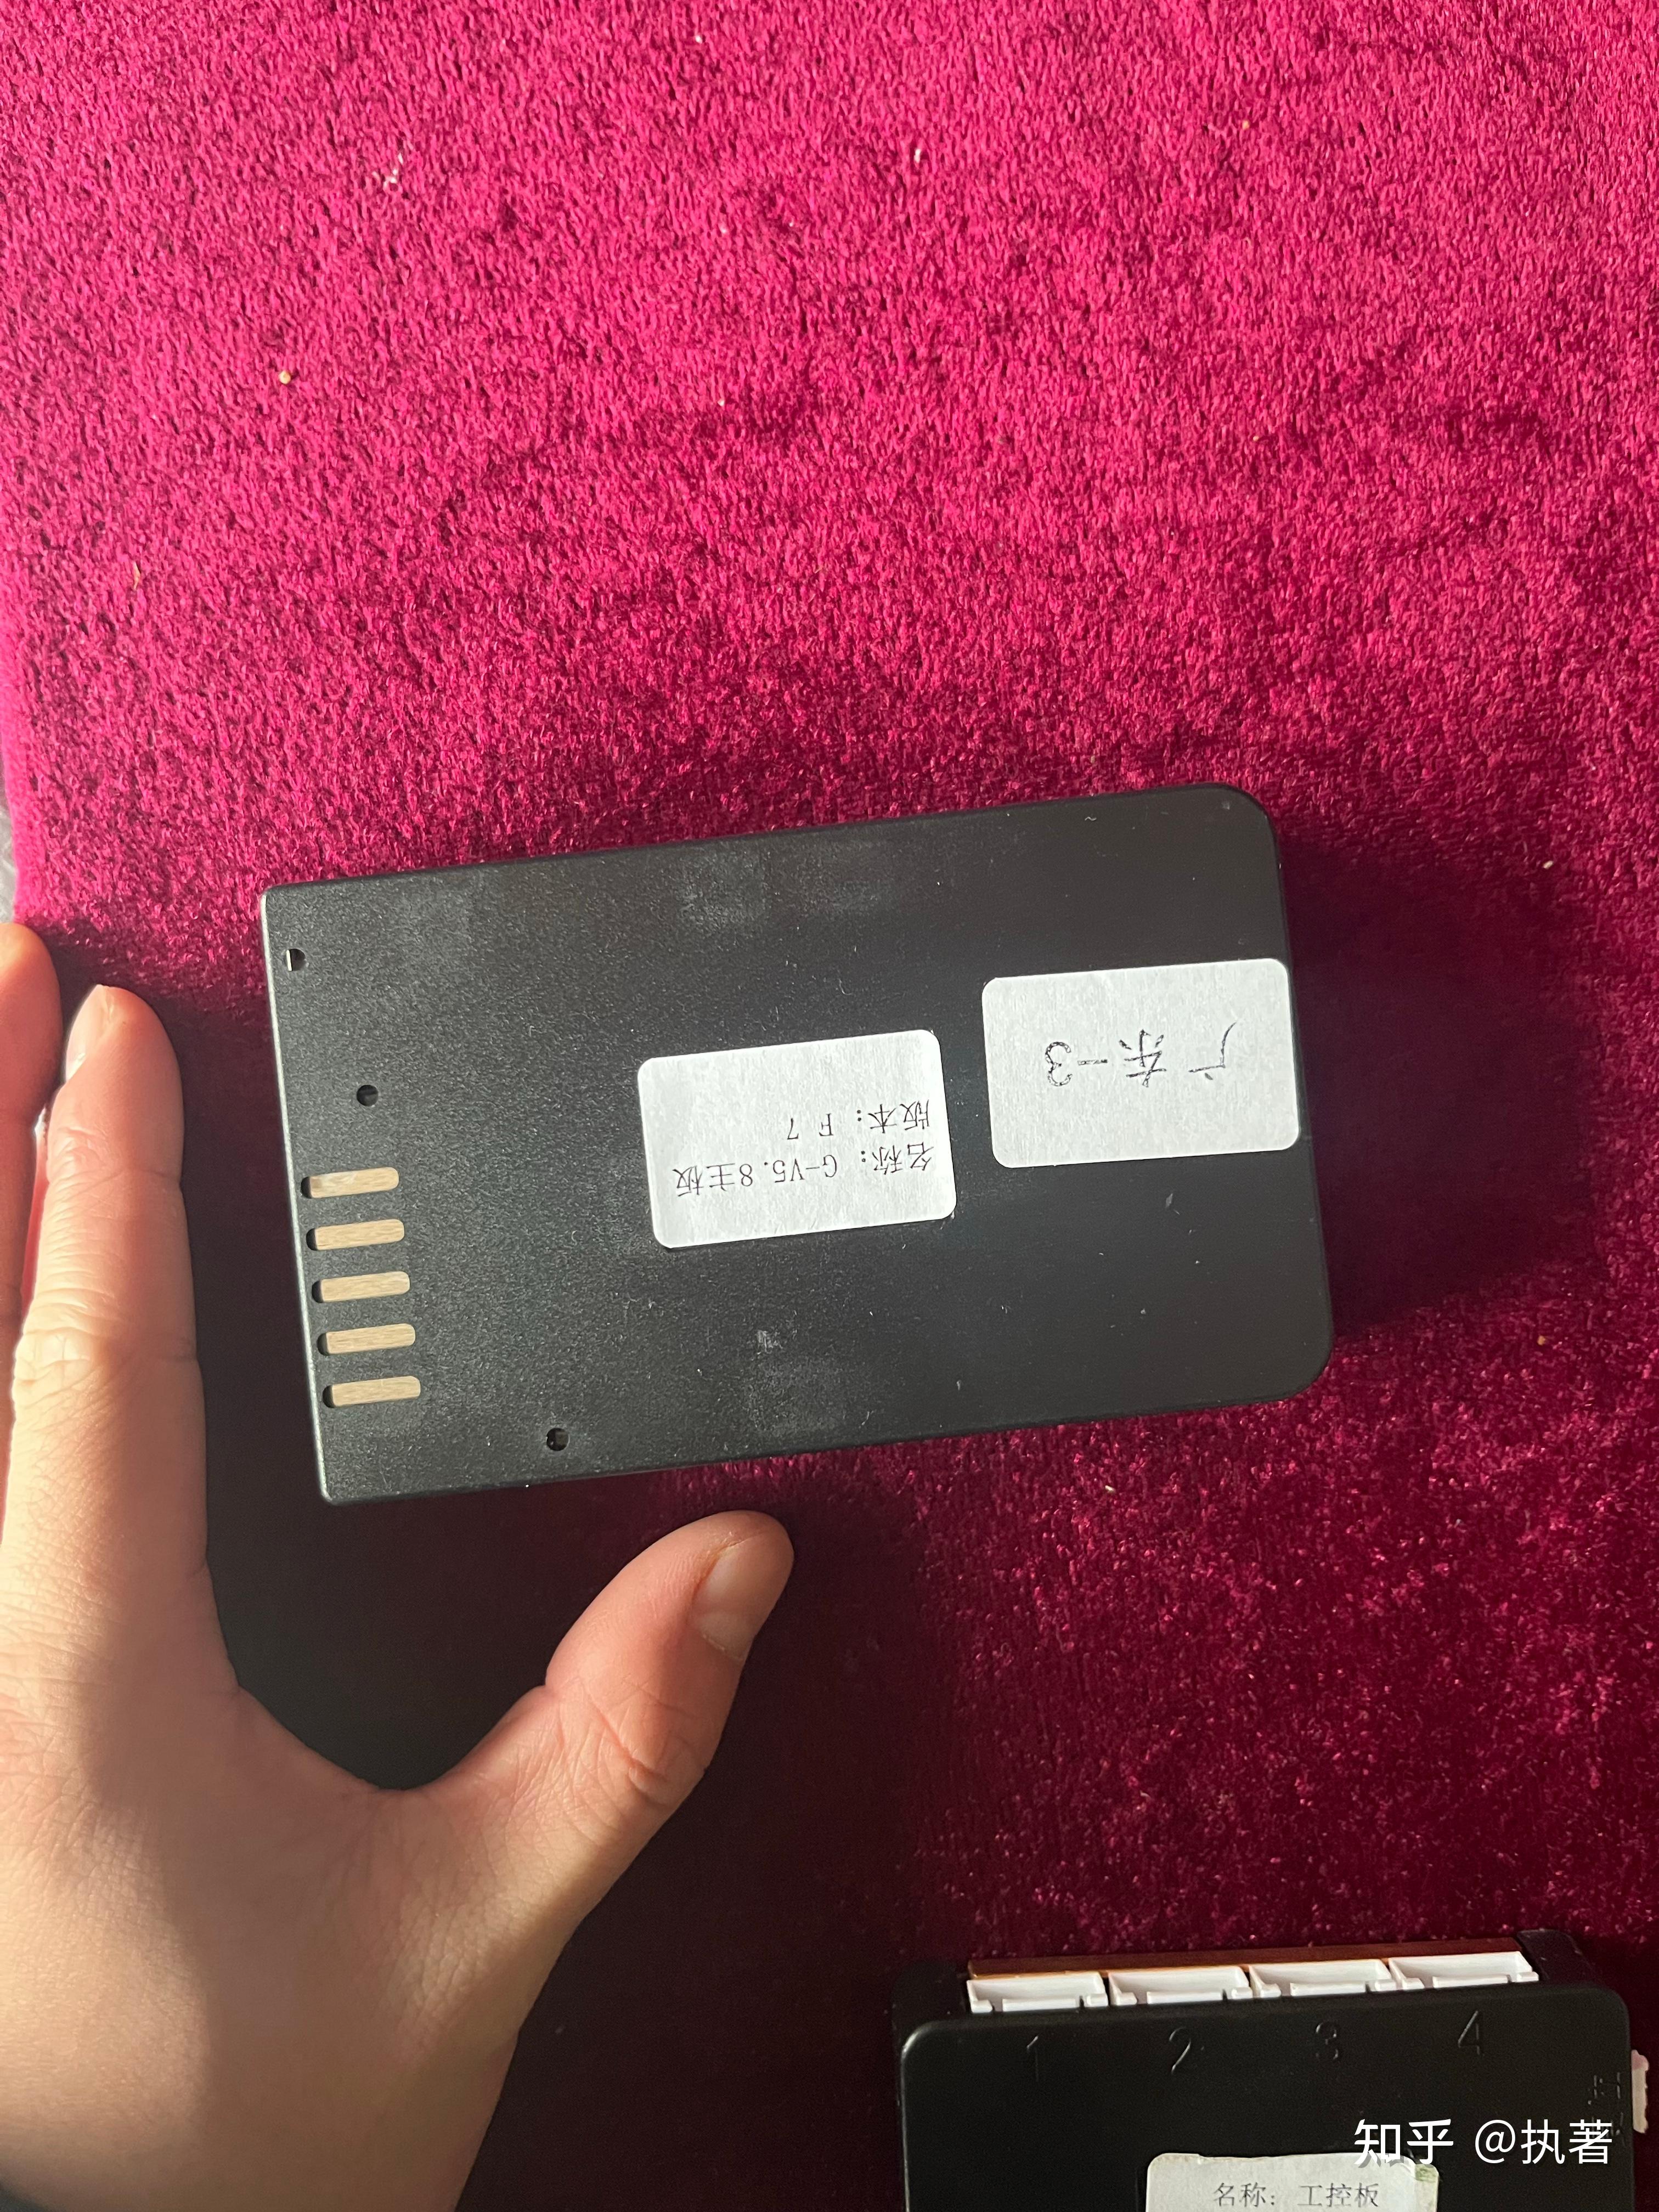 广东-3
名称: G-V5.8主板
版本: F 7
1 2 3 4
名称: 工控板
知乎 @执著